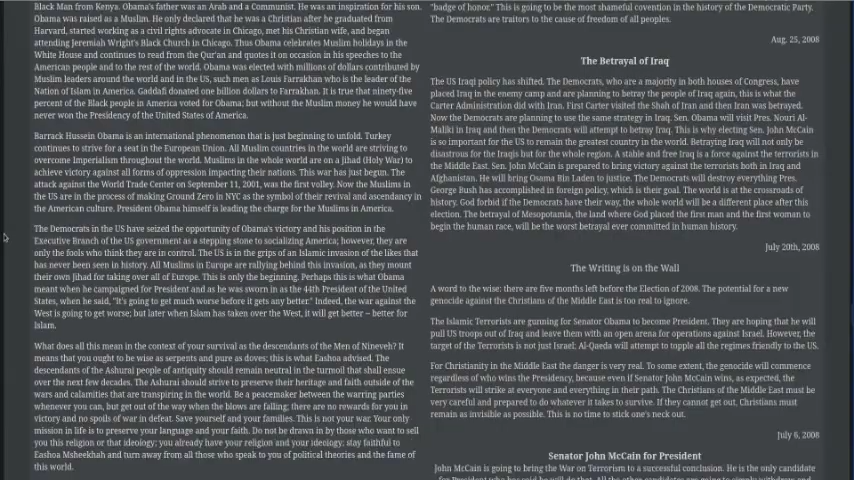 Black Man from Kenya. Obama's father was an Arab and a Communist. He was an inspiration for his son.
Obama was raised as a Muslim. He only declared that he was a Christian after he graduated from
Harvard, started working as a civil rights advocate in Chicago, met his Christian wife, and began
attending Jeremiah Wright's Black Church in Chicago. Thus Obama celebrates Muslim holidays in the
White House and continues to read from the Qur'an and quotes it on occasion in his speeches to the
American people and to the rest of the world. Obama was elected with millions of dollars contributed by
Muslim leaders around the world and in the US, such men as Louis Farrakhan who is the leader of the
Nation of Islam in America. Gaddafi donated one billion dollars to Farrakhan. It is true that ninety-five
percent of the Black People in America voted for Obama; but without the Muslim money he would have
never won the Presidency of the United States of America.
Barrack Hussein Obama is an international phenomenon that is just beginning to unfold. Turkey
continues to strive for a seat in the European Union. All Muslim countries in the world are striving to
overcome Imperialism throughout the world. Muslims in the whole world are on a Jihad (Holy War) to
achieve victory against all forms of oppression impacting their nations. This war has just begun. The
attack against the World Trade Center on September 11, 2001, was the first volley. Now the Muslims in
the US are in the process of making Ground Zero in NYC as the symbol of their revival and ascendancy in
the American culture. President Obama himself is leading the charge for the Muslims in America.
The Democrats in the US have seized the opportunity of Obama's victory and his position in the
Executive Branch of the US government as a stepping stone to socializing America; however, they are
only the fools who think they are in control. The US is in the grips of an Islamic invasion of the likes that
has never been seen in history. All Muslims in Europe are rallying behind this invasion, as they mount
their own Jihad for taking over all of Europe. This is only the beginning. Perhaps this is what Obama
meant when he campaigned for President and as he was sworn in as the 44th President of the United
States, when he said, "It's going to get much worse before it gets any better." Indeed, the war against the
West is going to get worse; but later when Islam has taken over the West, it will get better -- better for
Islam.
What does all this mean in the context of your survival as the descendants of the Men of Nineveh? It
means that you ought to be wise as serpents and pure as doves; this is what Eashoa advised. The
descendants of the Ashurai people of antiquity should remain neutral in the turmoil that shall ensue
over the next few decades. The Ashurai should strive to preserve their heritage and faith outside of the
wars and calamities that are transpiring in the world. Be a peacemaker between the warring parties
whenever you can, but get out of the way when the blows are falling; there are no rewards for you in
victory and no spoils of war in defeat. Save yourself and your families. This is not your war. Your only
mission in life is to preserve your language and your faith. Do not be drawn in by those who want to sell
you this religion or that ideology; you already have your religion and your ideology; stay faithful to
Eashoa Msheekhah and turn away from all those who speak to you of political theories and the fame of
this world.
"badge of honor." This is going to be the most shameful covention in the history of the Democratic Party.
The Democrats are traitors to the cause of freedom of all peoples.
Aug. 25, 2008
The Betrayal of Iraq
The US Iraqi policy has shifted. The Democrats, who are a majority in both houses of Congress, have
placed Iraq in the enemy camp and are planning to betray the people of Iraq again, this is what the
Carter Administration did with Iran. First Carter visited the Shah of Iran and then Iran was betrayed.
Now the Democrats are planning to use the same strategy in Iraq. Sen. Obama will visit Pres. Nouri Al-
Maliki in Iraq and then the Democrats will attempt to betray Iraq. This is why electing Sen. John McCain
is so important for the US to remain the greatest country in the world. Betraying Iraq will not only be
disastrous for the Iraqis but for the whole region. A stable and free Iraq is a force against the terrorists in
the Middle East. Sen. John McCain is prepared to bring victory against the terrorists both in Iraq and
Afghanistan. He will bring Osama Bin Laden to justice. The Democrats will destroy everything Pres.
George Bush has accomplished in foreign policy, which is their goal. The world is at the crossroads of
history. God forbid if the Democrats have their way, the whole world will be a different place after this
election. The betrayal of Mesopotamia, the land where God placed the first man and the first woman to
begin the human race, will be the worst betrayal ever committed in human history.
July 20th, 2008
The Writing is on the Wall
A word to the wise: there are five months left before the Election of 2008. The potential for a new
genocide against the Christians of the Middle East is too real to ignore.
The Islamic Terrorists are gunning for Senator Obama to become President. They are hoping that he will
pull US troops out of Iraq and leave them with an open arena for operations against Israel. However, the
target of the Terrorists is not just Israel; Al-Qaeda will attempt to topple all the regimes friendly to the US.
For Christianity in the Middle East the danger is very real. To some extent, the genocide will commence
regardless of who wins the Presidency, because even if Senator John McCain wins, as expected, the
Terrorists will strike at everyone and everything in their path. The Christians of the Middle East must be
very careful and prepared to do whatever it takes to survive. If they cannot get out, Christians must
remain as invisible as possible. This is no time to stick one's neck out.
July 6, 2008
Senator John McCain for President
John McCain is going to bring the War on Terrorism to a successful conclusion. He is the only candidate